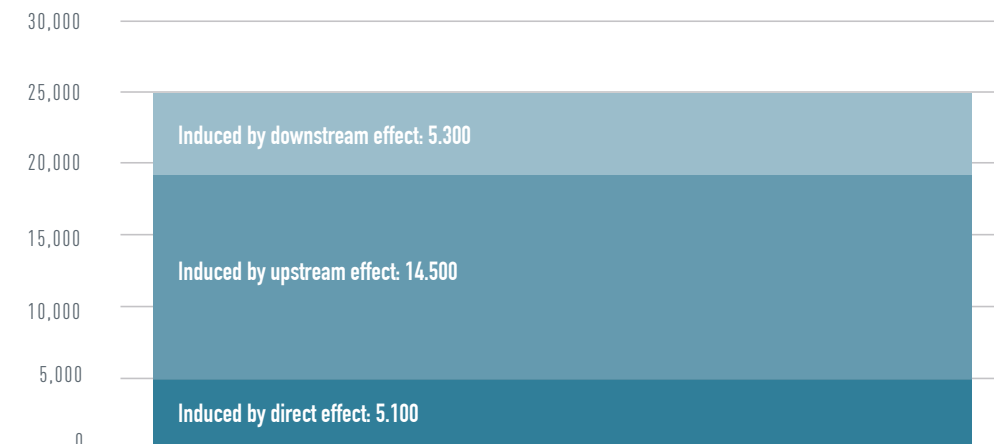 30,000
25,000
Induced by downstream effect: 5.300
20,000
15,000
Induced by upstream effect: 14.500
10,000
5,000
Induced by direct effect: 5.100
0